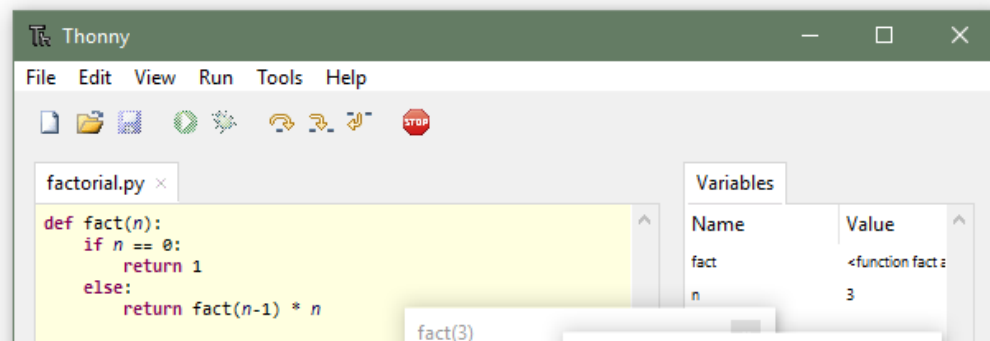 Thonny
File Edit View Run Tools Help
STOP
factorial.py
Variables
def fact(n):
    if n == 0:
        return 1
    else:
        return fact(n-1) * n
Name Value
fact <function fact a
n 3
fact(3)